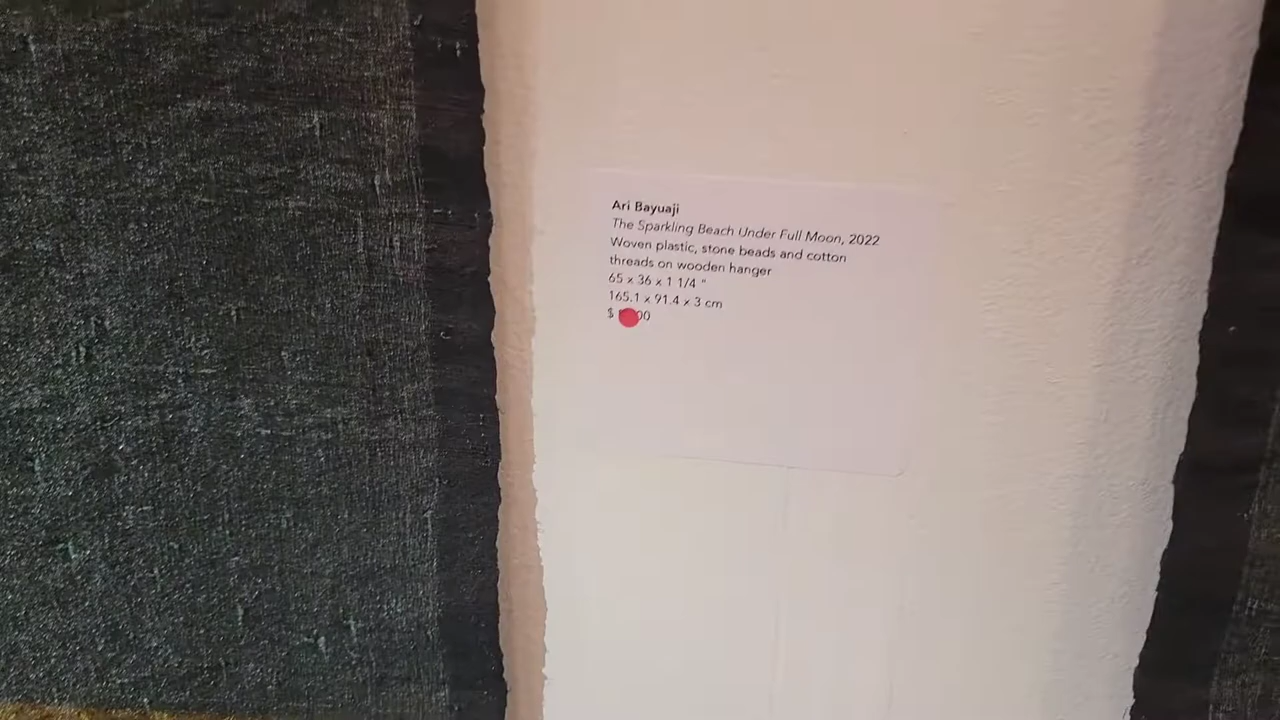 Ari Bayuaji
The Sparkling Beach Under Full Moon, 2022
Woven plastic, stone beads and cotton
threads on wooden hanger
65 x 36 x 1 1/4 "
165.1 x 91.4 x 3 cm
$